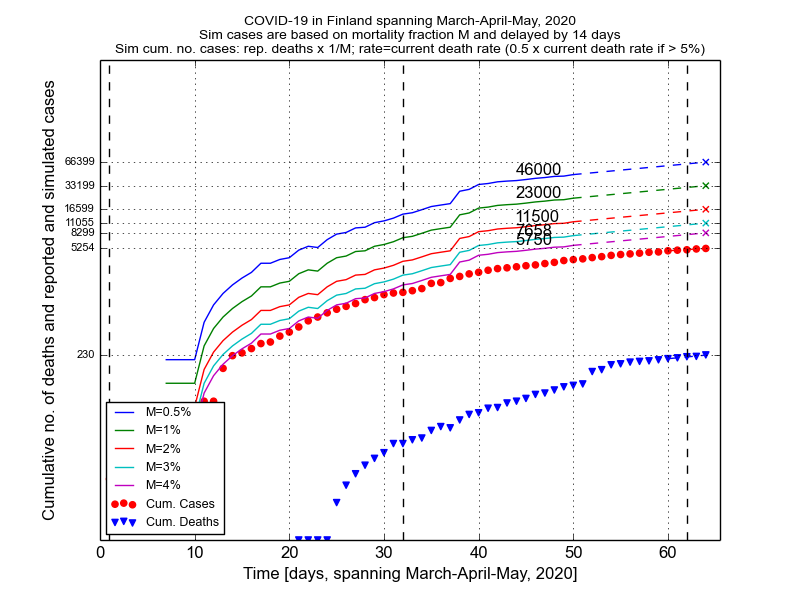 COVID-19 in Finland spanning March-April-May, 2020
Sim cases are based on mortality fraction M and delayed by 14 days
Sim cum. no. cases: rep. deaths x 1/M; rate=current death rate (0.5 x current death rate if > 5%)
Cumulative no. of deaths and reported and simulated cases
66399
33199
16599
11055
8299
5254
230
46000
23000
11500
7658
5750
M=0.5%
M=1%
M=2%
M=3%
M=4%
Cum. Cases
Cum. Deaths
0 10 20 30 40 50 60
Time [days, spanning March-April-May, 2020]